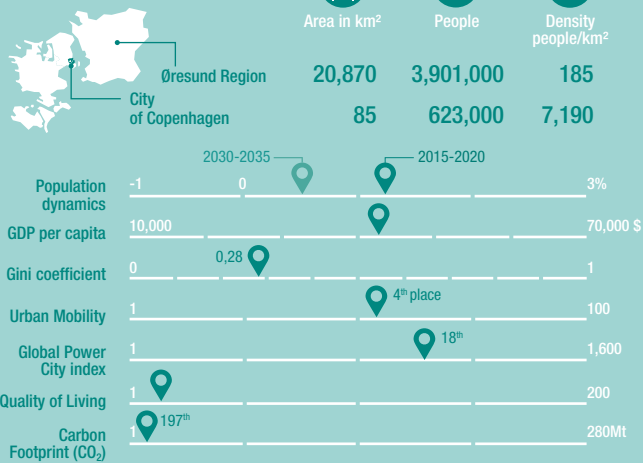 Area in km²
People
Density
people/km²
Øresund Region
20,870
3,901,000
185
City
of Copenhagen
85
623,000
7,190
2030-2035
2015-2020
Population
dynamics
-1
0
3%
GDP per capita
10,000
70,000 $
Gini coefficient
0
0,28
1
Urban Mobility
1
4th place
100
Global Power
City index
1
18th
1,600
Quality of Living
1
200
Carbon
Footprint (CO₂)
1
197th
280Mt